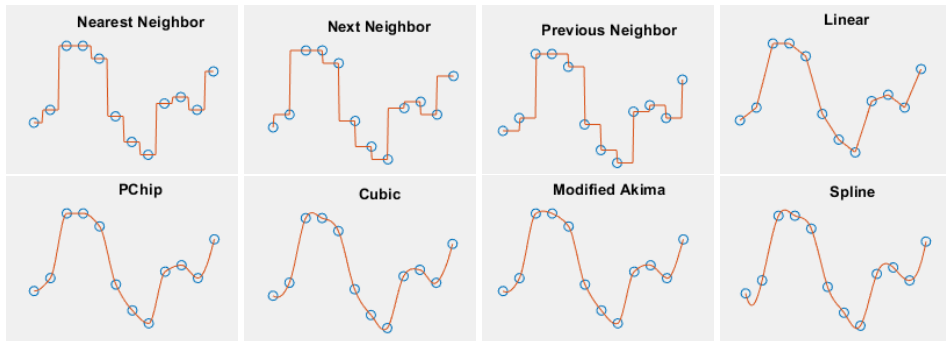 Nearest Neighbor
Next Neighbor
Previous Neighbor
Linear
PChip
Cubic
Modified Akima
Spline